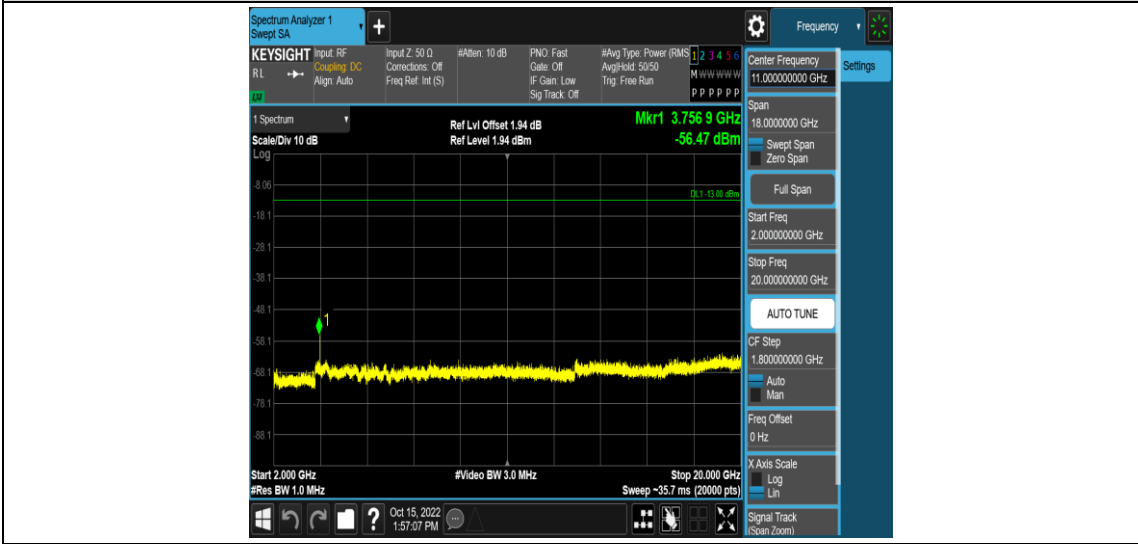 Spectrum Analyzer 1
Swept SA
+
Frequency
KEYSIGHT
RL
Input: RF
Coupling: DC
Align: Auto
Input Z: 50 Ω
Corrections: Off
Freq Ref: Int (S)
#Atten: 10 dB
PNO: Fast
Gate: Off
IF Gain: Low
Sig Track: Off
#Avg Type: Power (RMS
Avg|Hold: 50/50
Trig: Free Run
1 2 3 4 5 6
M W W W W W
P P P P P P
1 Spectrum
Scale/Div 10 dB
Log
Ref Lvl Offset 1.94 dB
Ref Level 1.94 dBm
Mkr1 3.756 9 GHz
-56.47 dBm
-8.06
DL1 -13.00 dBm
-18.1
-28.1
-38.1
-48.1
1
-58.1
-68.1
-78.1
-88.1
Start 2.000 GHz
#Res BW 1.0 MHz
#Video BW 3.0 MHz
Stop 20.000 GHz
Sweep ~35.7 ms (20000 pts)
?
Oct 15, 2022
1:57:07 PM
Center Frequency
11.000000000 GHz
Settings
Span
18.0000000 GHz
Swept Span
Zero Span
Full Span
Start Freq
2.000000000 GHz
Stop Freq
20.000000000 GHz
AUTO TUNE
CF Step
1.800000000 GHz
Auto
Man
Freq Offset
0 Hz
X Axis Scale
Log
Lin
Signal Track
(Span Zoom)